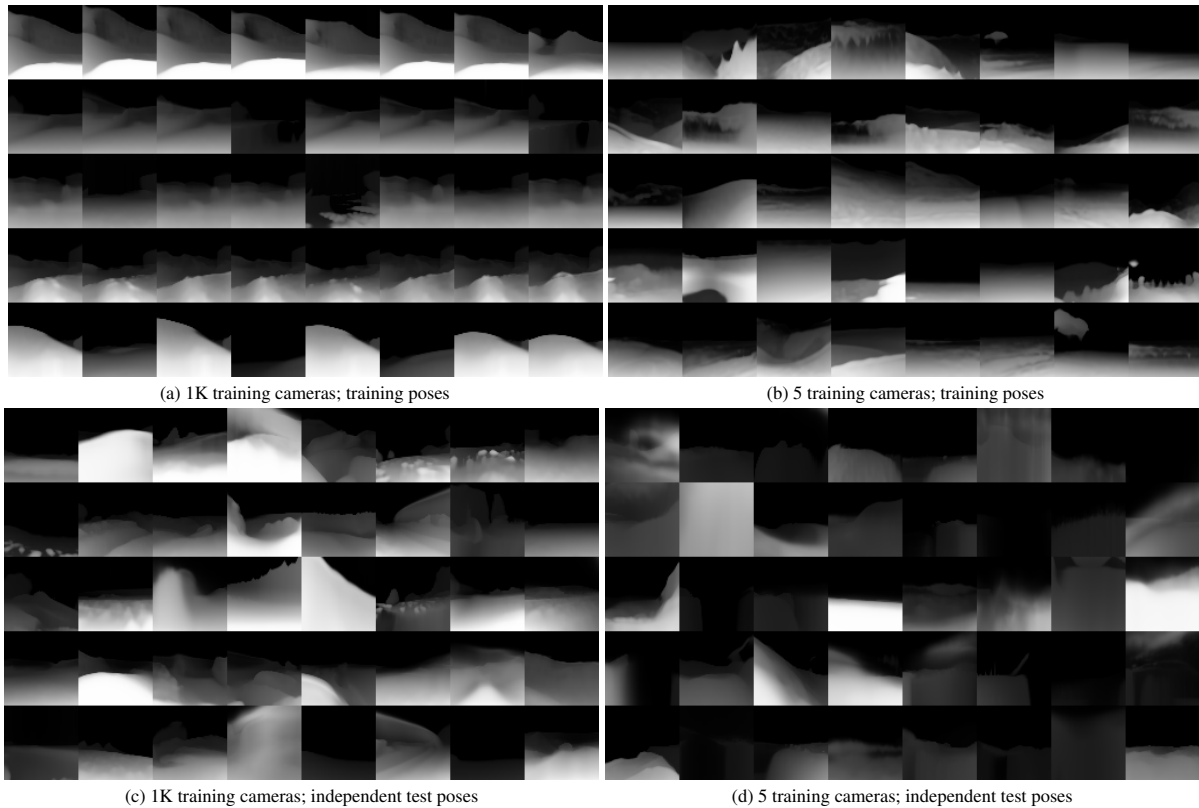 (a) 1K training cameras; training poses
(b) 5 training cameras; training poses
(c) 1K training cameras; independent test poses
(d) 5 training cameras; independent test poses